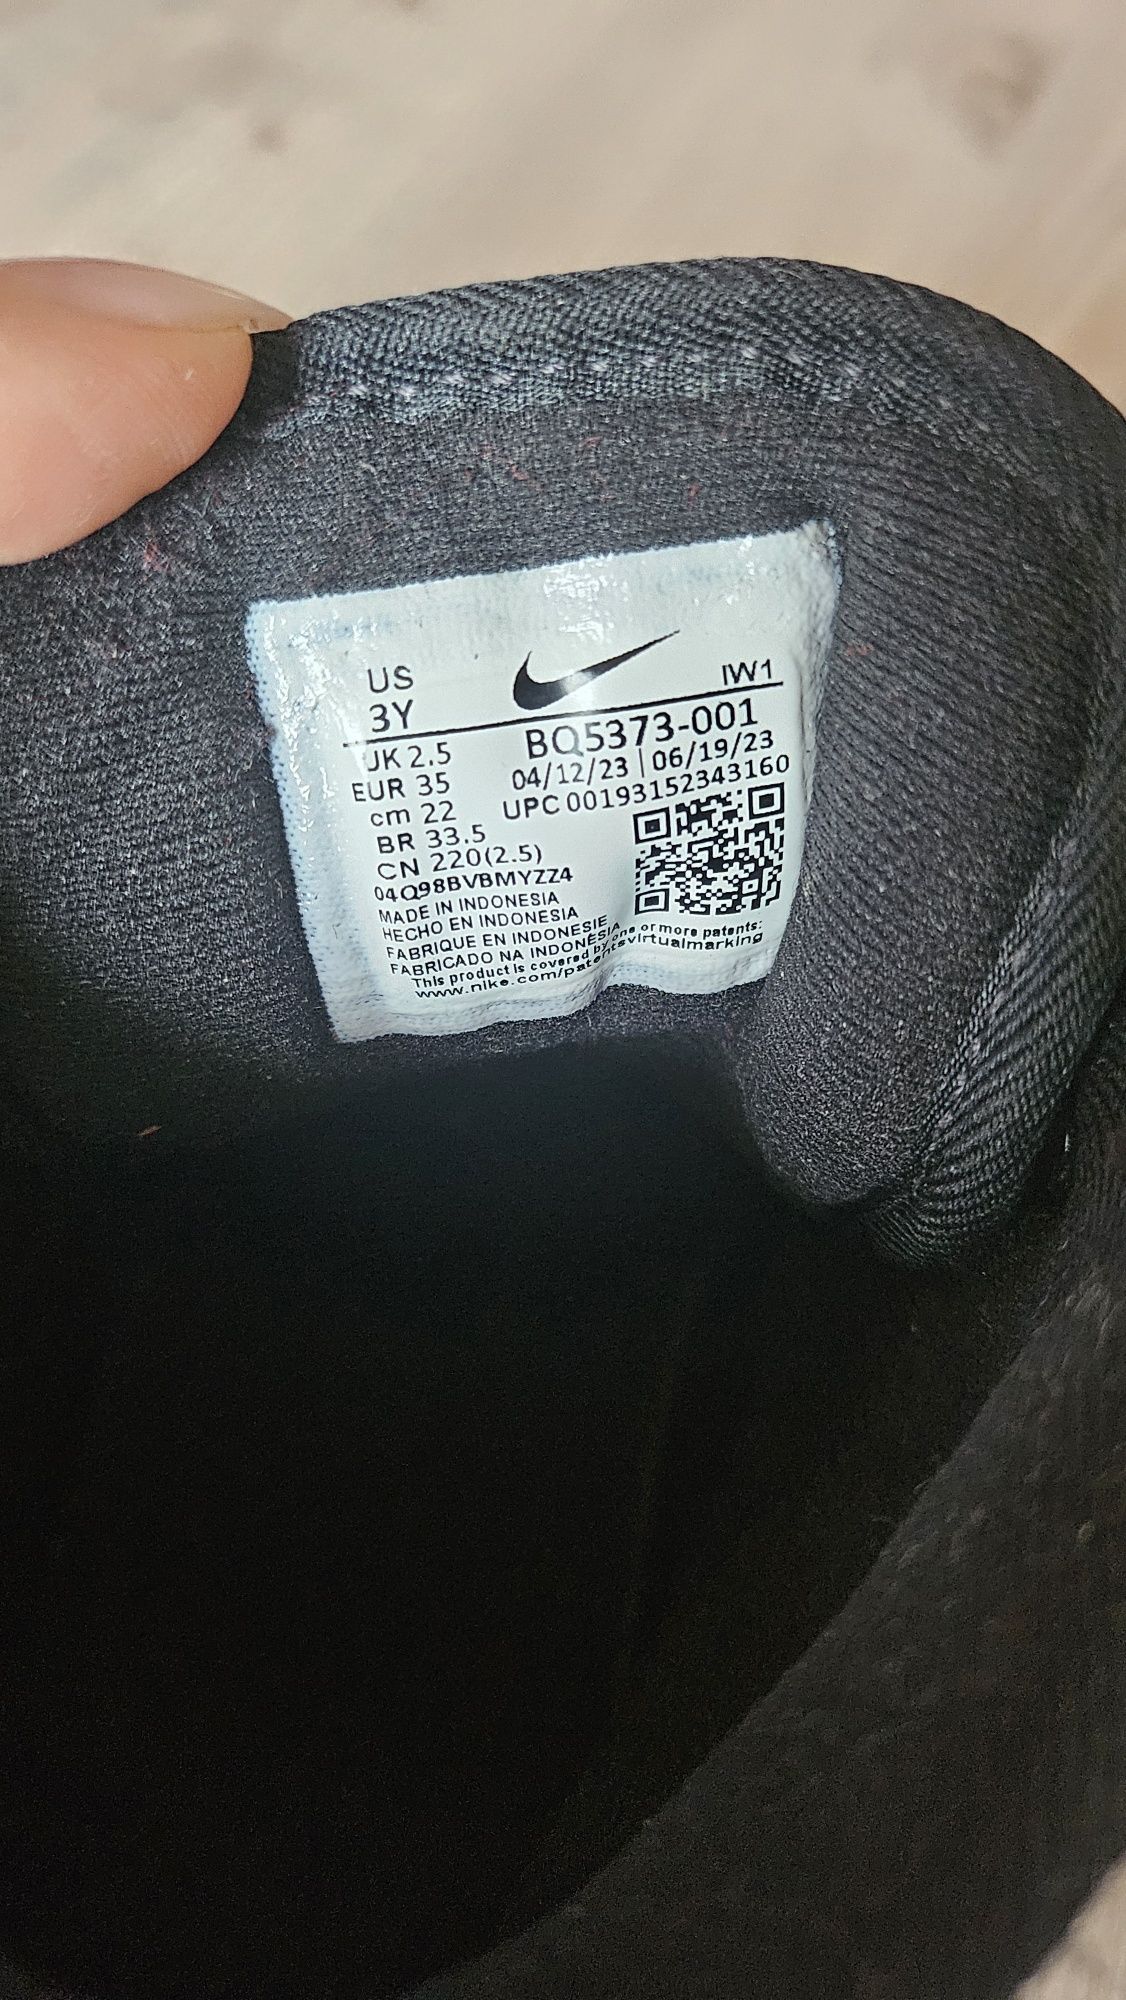 US
3Y
IW1
UK 2.5
EUR 35
cm 22
BR 33.5
CN 220(2.5)
BQ5373-001
04/12/23 | 06/19/23
UPC 00193152343160
04Q98BVBMYZZ4
MADE IN INDONESIA
HECHO EN INDONESIA
FABRIQUE EN INDONESIE
FABRICADO NA INDONÉSIA
This product is covered by one or more patents:
www.nike.com/patentsvirtualmarking